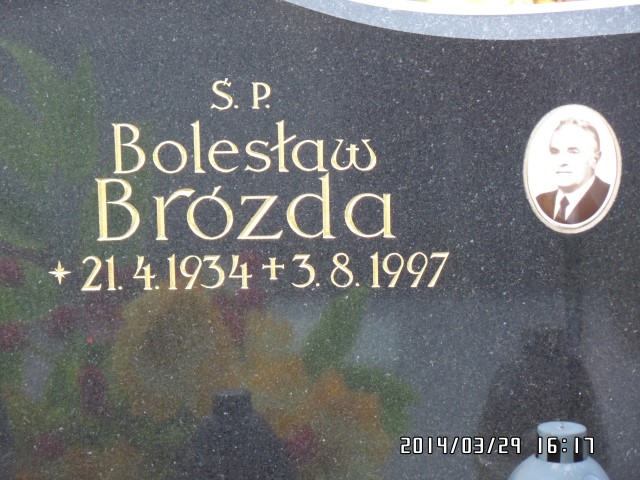 Ś. P.
Bolesław
Brózda
* 21. 4. 1934 + 3. 8. 1997
2014/03/29 16:17